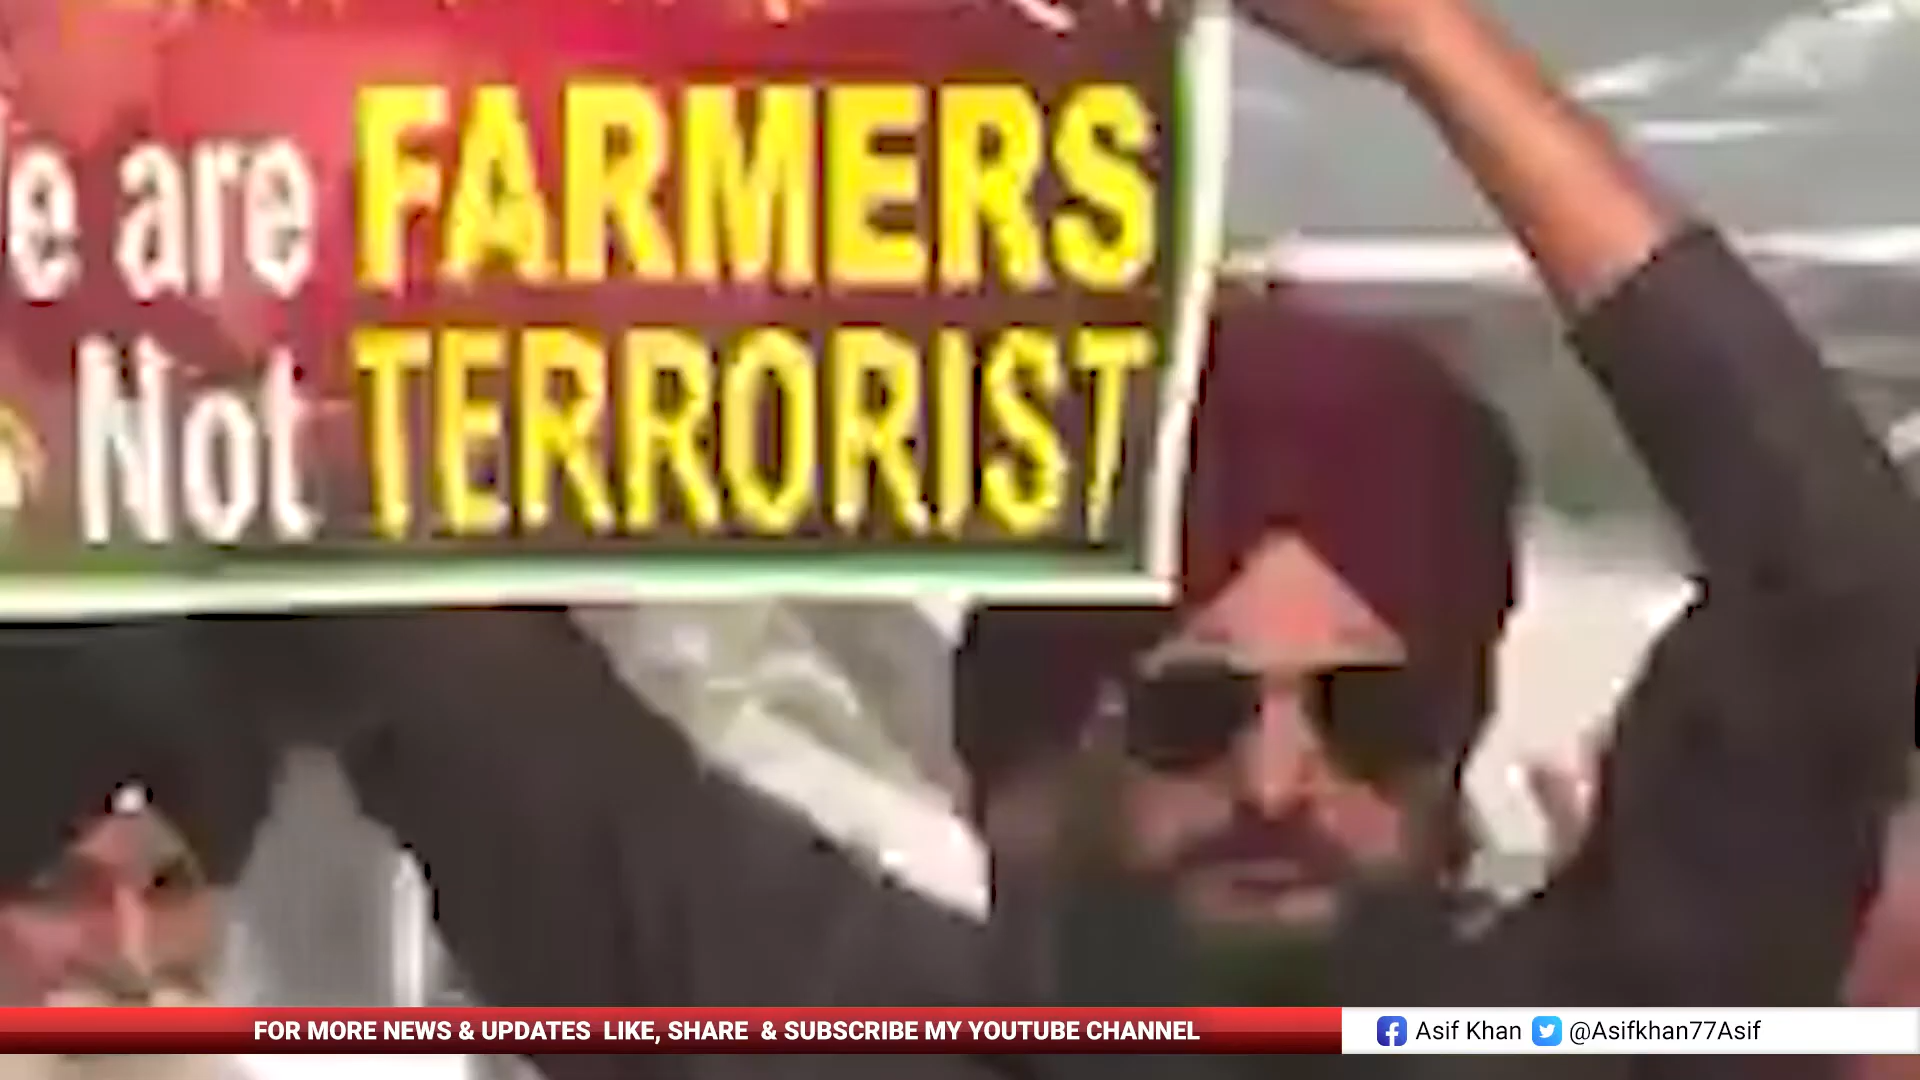 are FARMERS
Not TERRORIST
FOR MORE NEWS & UPDATES LIKE, SHARE & SUBSCRIBE MY YOUTUBE CHANNEL
Asif Khan @Asifkhan77Asif